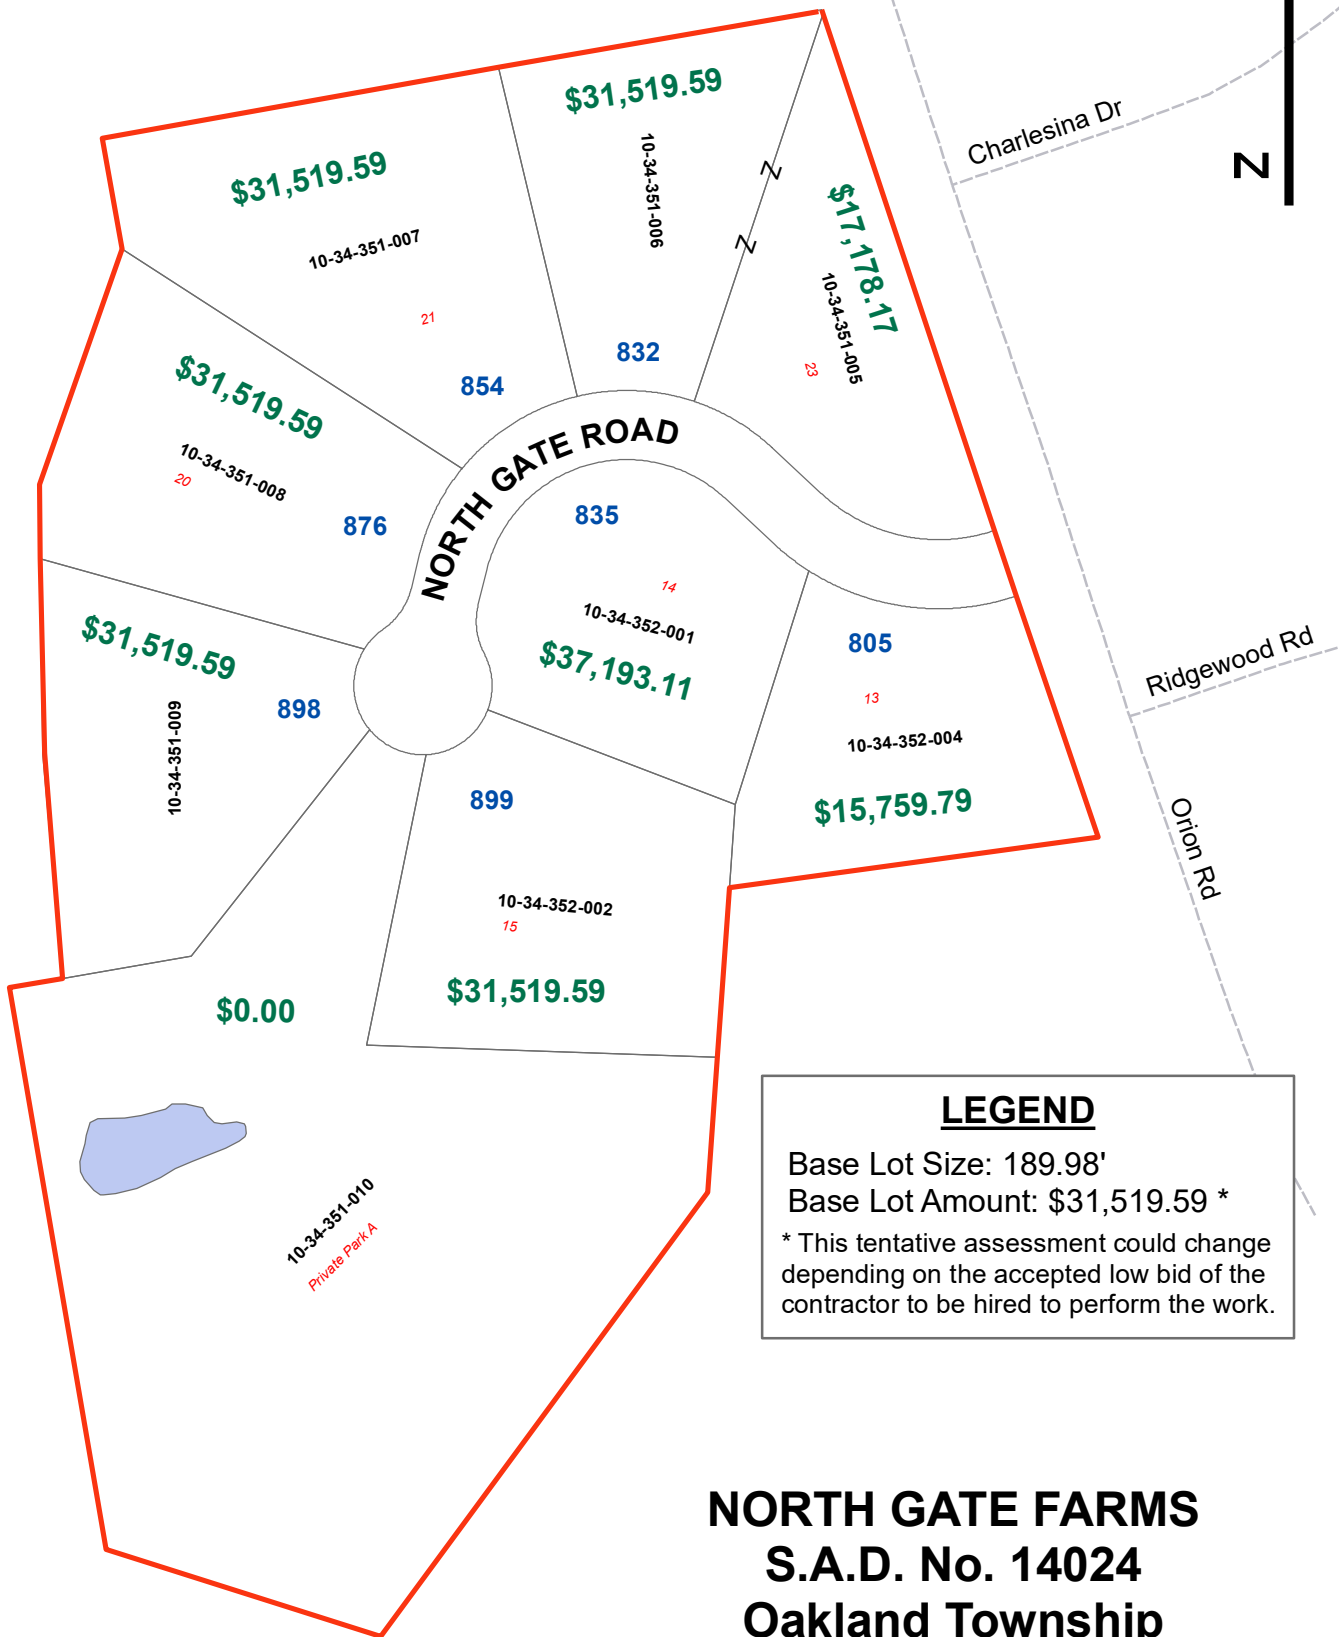 $31,519.59
10-34-351-006
832
$31,519.59
10-34-351-007
21
854
$17,178.17
10-34-351-005
23
Z
Z
Charlesina Dr
N
$31,519.59
10-34-351-008
20
876
NORTH GATE ROAD
835
14
10-34-352-001
$37,193.11
805
13
10-34-352-004
$15,759.79
Ridgewood Rd
Orion Rd
$31,519.59
10-34-351-009
898
899
10-34-352-002
15
$31,519.59
$0.00
10-34-351-010
Private Park A
LEGEND
Base Lot Size: 189.98'
Base Lot Amount: $31,519.59 *
* This tentative assessment could change
depending on the accepted low bid of the
contractor to be hired to perform the work.
NORTH GATE FARMS
S.A.D. No. 14024
Oakland Township